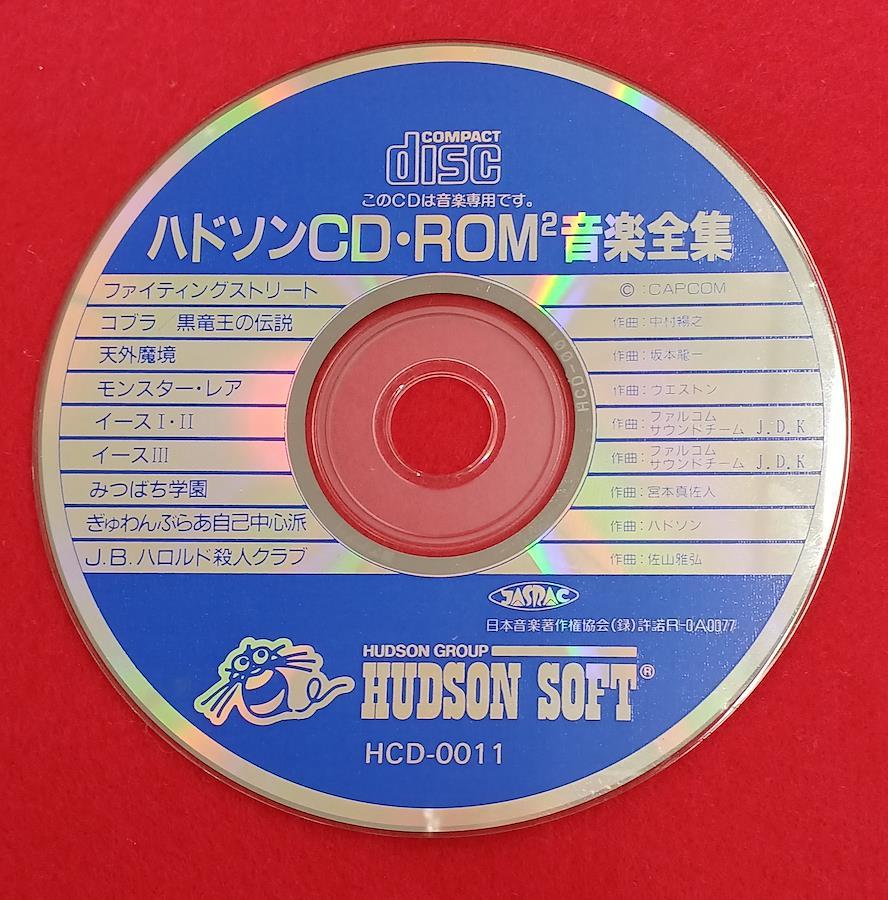 COMPACT
disc
このCDは音楽専用です。
ハドソンCD・ROM²音楽全集
ファイティングストリート ©:CAPCOM
コブラ/黒竜王の伝説 作曲:中村暢之
天外魔境 作曲:坂本龍一
モンスター・レア 作曲:ウエストン
イースI・II 作曲:ファルコム サウンドチーム J.D.K
イースIII 作曲:ファルコム サウンドチーム J.D.K
みつばち学園 作曲:宮本真佐人
ぎゅわんぶらあ自己中心派 作曲:ハドソン
J.B.ハロルド殺人クラブ 作曲:佐山雅弘
JASRAC
日本音楽著作権協会(録)許諾R-0A0077
HUDSON GROUP
HUDSON SOFT®
HCD-0011